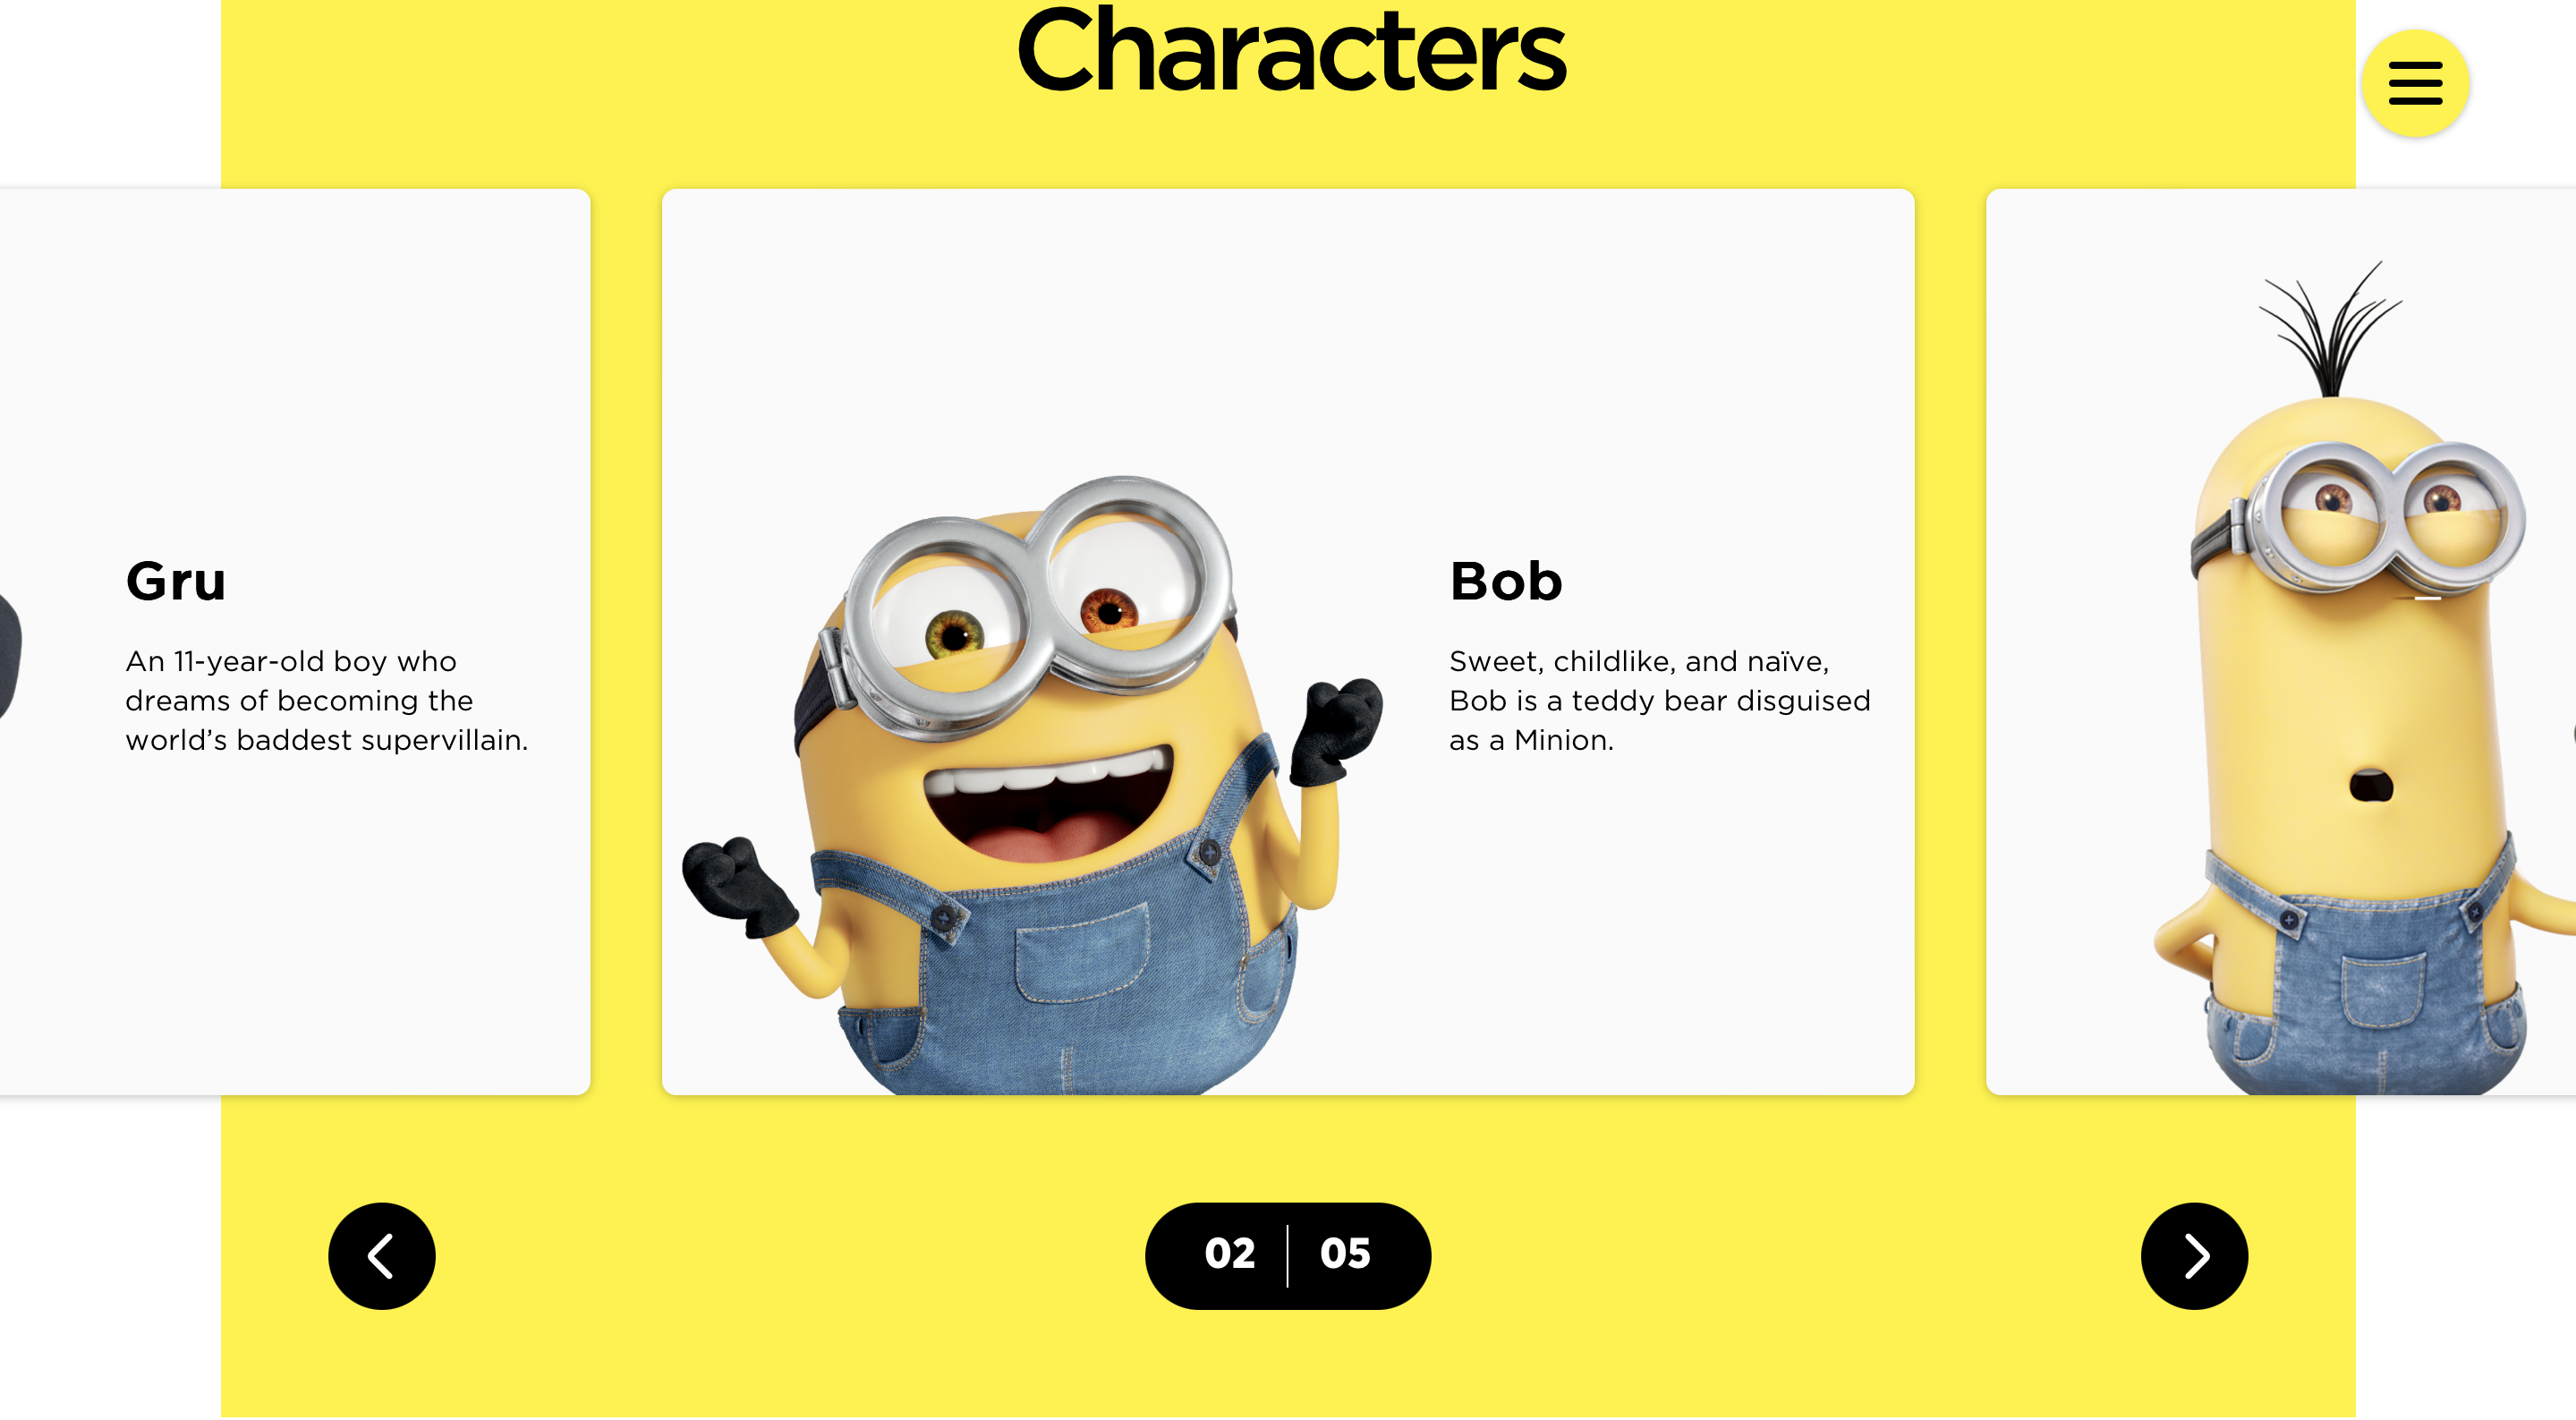 Characters
Gru
An 11-year-old boy who
dreams of becoming the
world’s baddest supervillain.
Bob
Sweet, childlike, and naïve,
Bob is a teddy bear disguised
as a Minion.
02 | 05